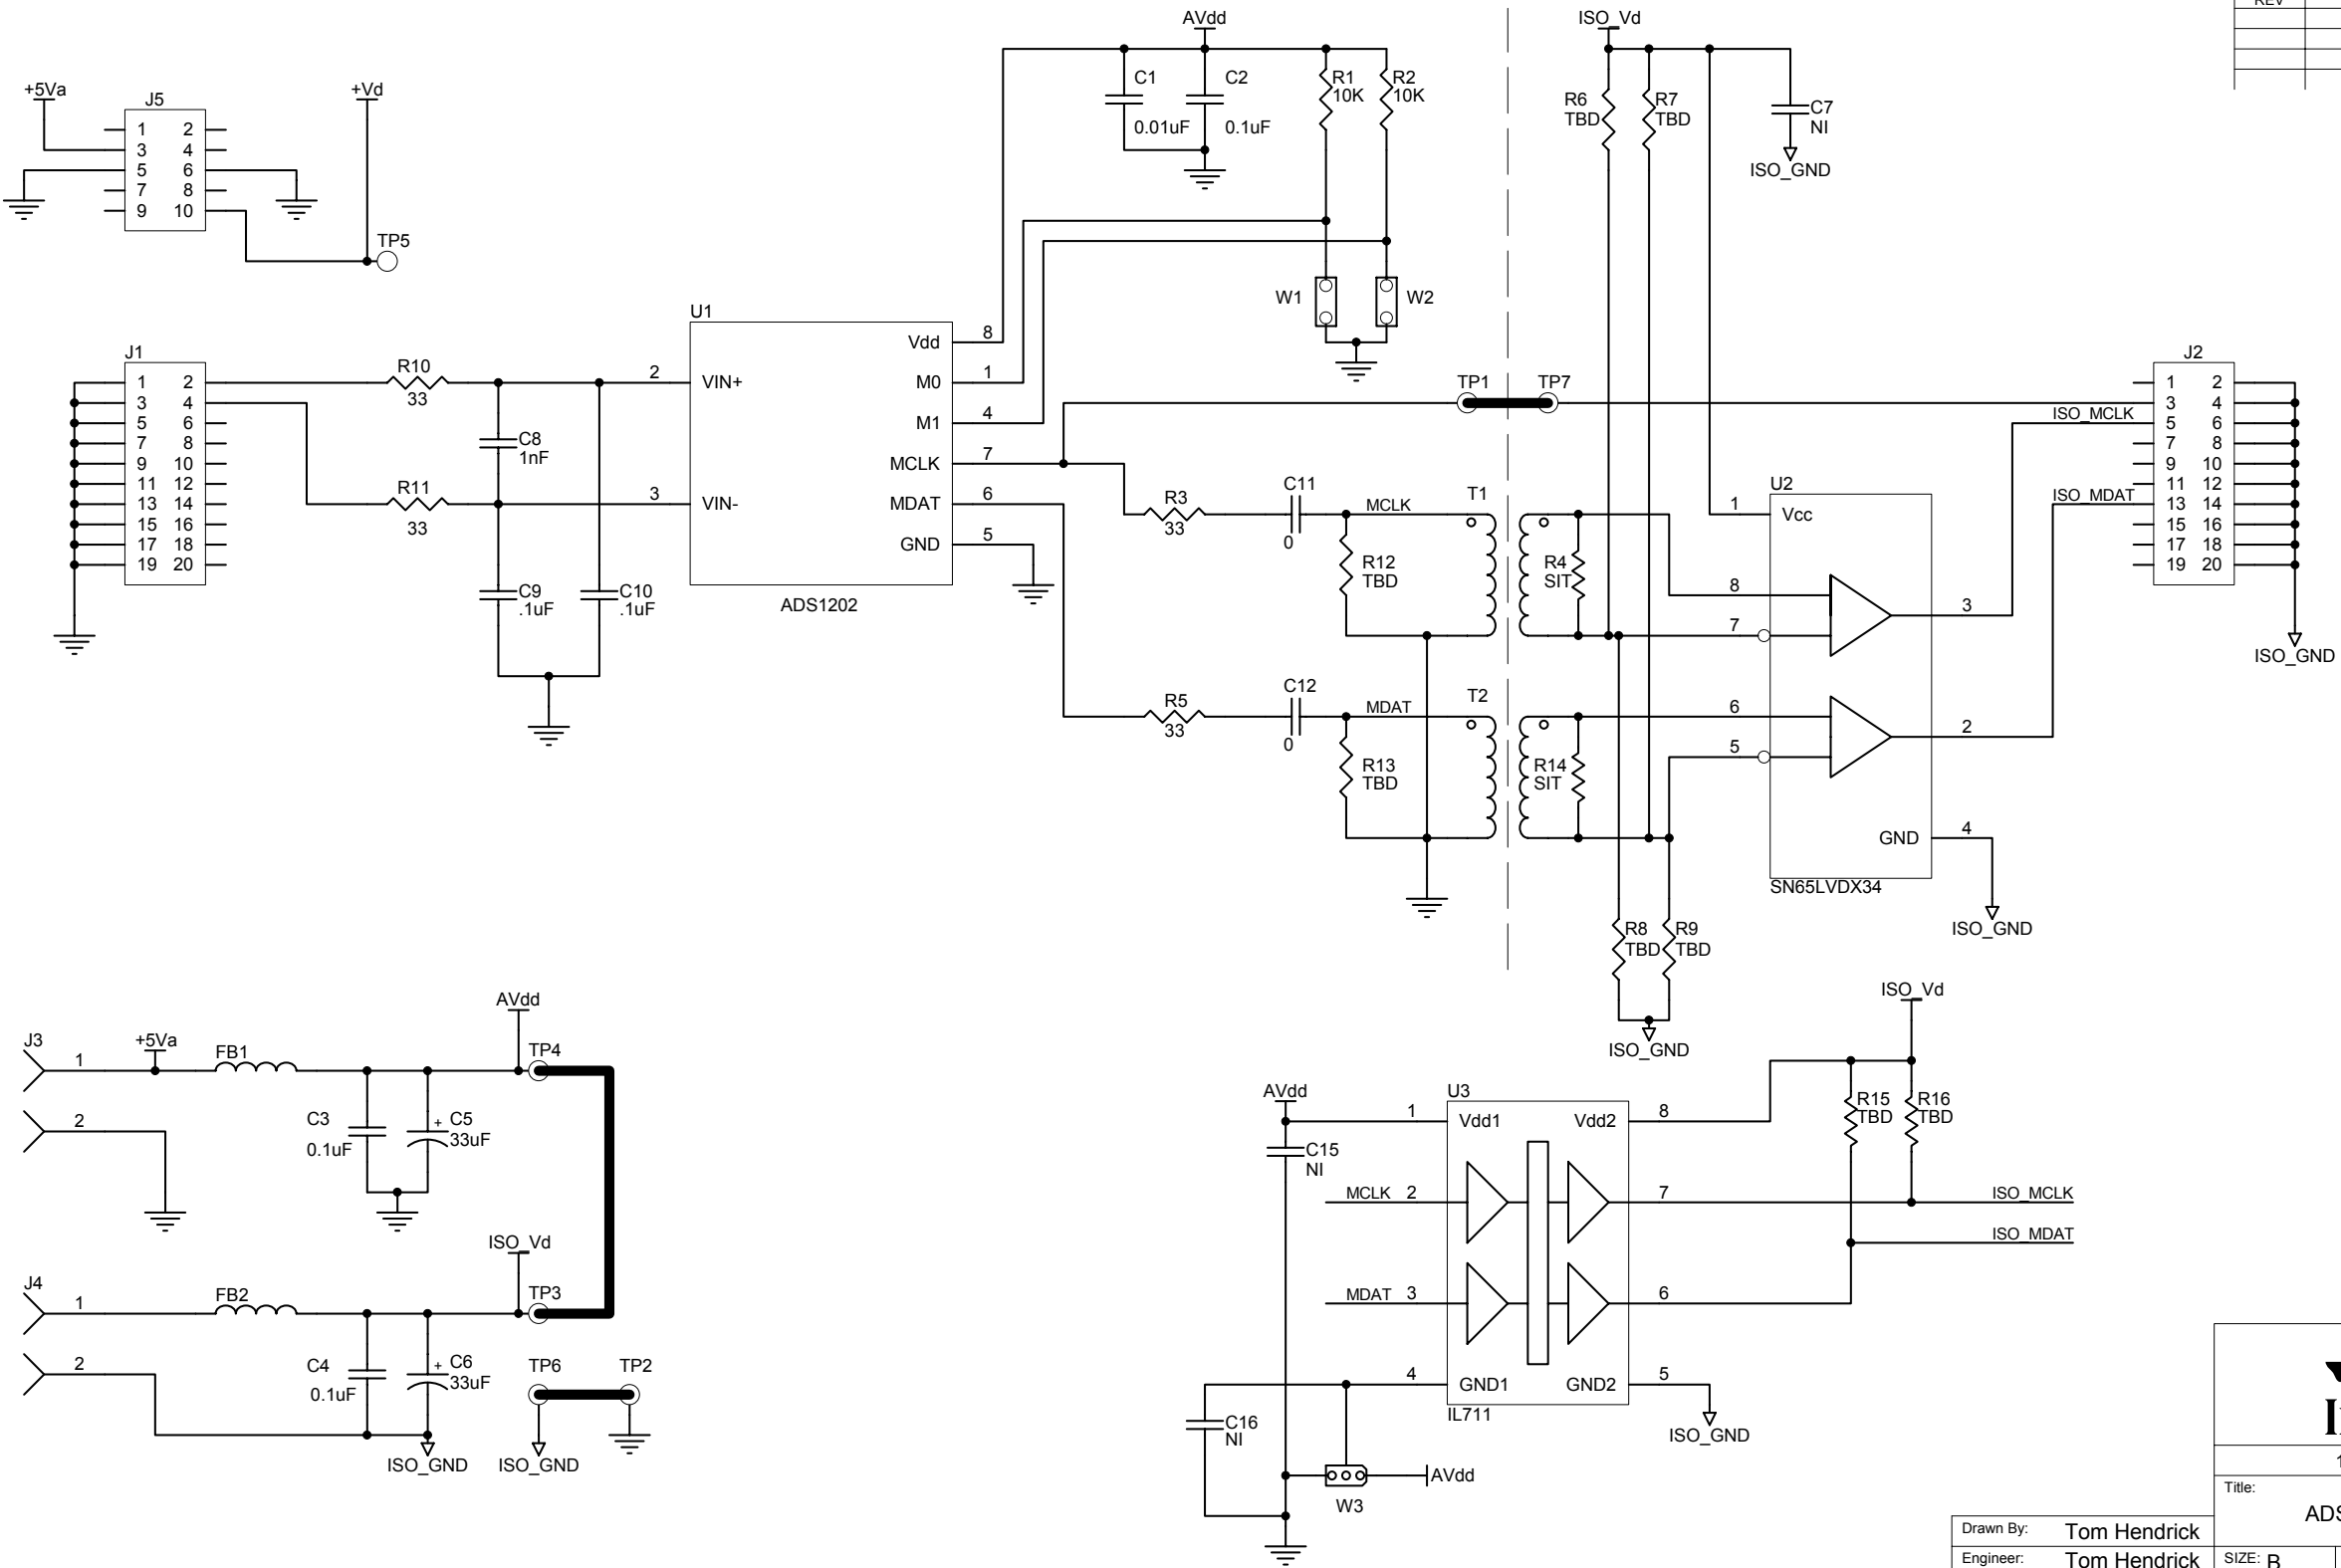 REV
AVdd
ISO_Vd
+5Va
J5
+Vd
1 2
3 4
5 6
7 8
9 10
TP5
C1
0.01uF
C2
0.1uF
R1
10K
R2
10K
R6
TBD
R7
TBD
C7
NI
ISO_GND
W1
W2
J1
1 2
3 4
5 6
7 8
9 10
11 12
13 14
15 16
17 18
19 20
R10
33
R11
33
C8
1nF
C9
.1uF
C10
.1uF
U1
2 VIN+
3 VIN-
Vdd 8
M0 1
M1 4
MCLK 7
MDAT 6
GND 5
ADS1202
TP1
TP7
R3
33
C11
0
MCLK
T1
R12
TBD
R4
SIT
R5
33
C12
0
MDAT
T2
R13
TBD
R14
SIT
U2
1 Vcc
8
7
3
6
5
2
GND 4
SN65LVDX34
ISO_GND
J2
1 2
3 4
5 6
7 8
9 10
11 12
13 14
15 16
17 18
19 20
ISO_MCLK
ISO_MDAT
ISO_GND
R8
TBD
R9
TBD
ISO_GND
J3
1
2
+5Va
FB1
C3
0.1uF
+ C5
33uF
AVdd
TP4
J4
1
2
FB2
C4
0.1uF
+ C6
33uF
ISO_GND
ISO_Vd
TP3
TP6
TP2
ISO_GND
AVdd
C15
NI
U3
1 Vdd1
Vdd2 8
MCLK 2
7
MDAT 3
6
4 GND1
GND2 5
IL711
ISO_GND
C16
NI
W3
AVdd
ISO_Vd
R15
TBD
R16
TBD
ISO_MCLK
ISO_MDAT
Title:
Drawn By: Tom Hendrick
Engineer: Tom Hendrick
SIZE: B